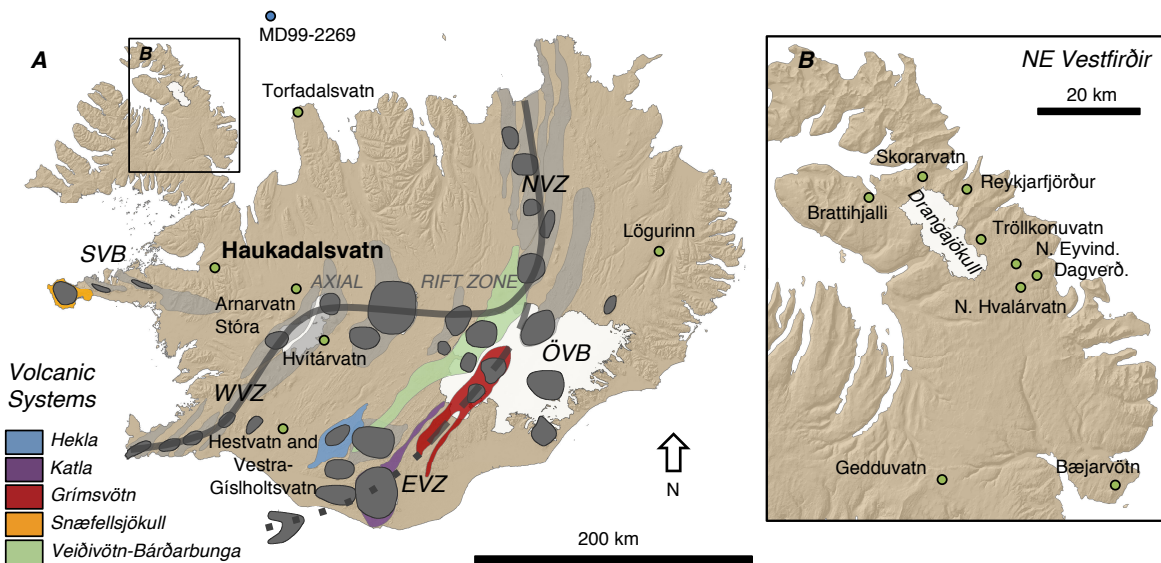 MD99-2269
A
B
Torfadalsvatn
NVZ
Lögurinn
SVB
Haukadalsvatn
AXIAL
RIFT ZONE
Arnarvatn
Stóra
Hvítárvatn
ÖVB
WVZ
Hestvatn and
Vestra-
Gíslholtsvatn
EVZ
N
200 km
Volcanic
Systems
Hekla
Katla
Grímsvötn
Snæfellsjökull
Veiðivötn-Bárðarbunga
B
NE Vestfirðir
20 km
Skorarvatn
Reykjarfjörður
Brattihjalli
Drangajökull
Tröllkonuvatn
N. Eyvind.
Dagverð.
N. Hvalárvatn
Gedduvatn
Bæjarvötn